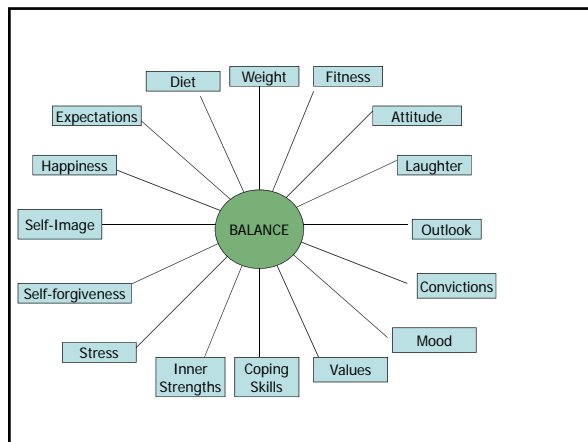 Weight
Fitness
Diet
Attitude
Expectations
Laughter
Happiness
Self-Image
BALANCE
Outlook
Convictions
Self-forgiveness
Mood
Stress
Inner
Strengths
Coping
Skills
Values